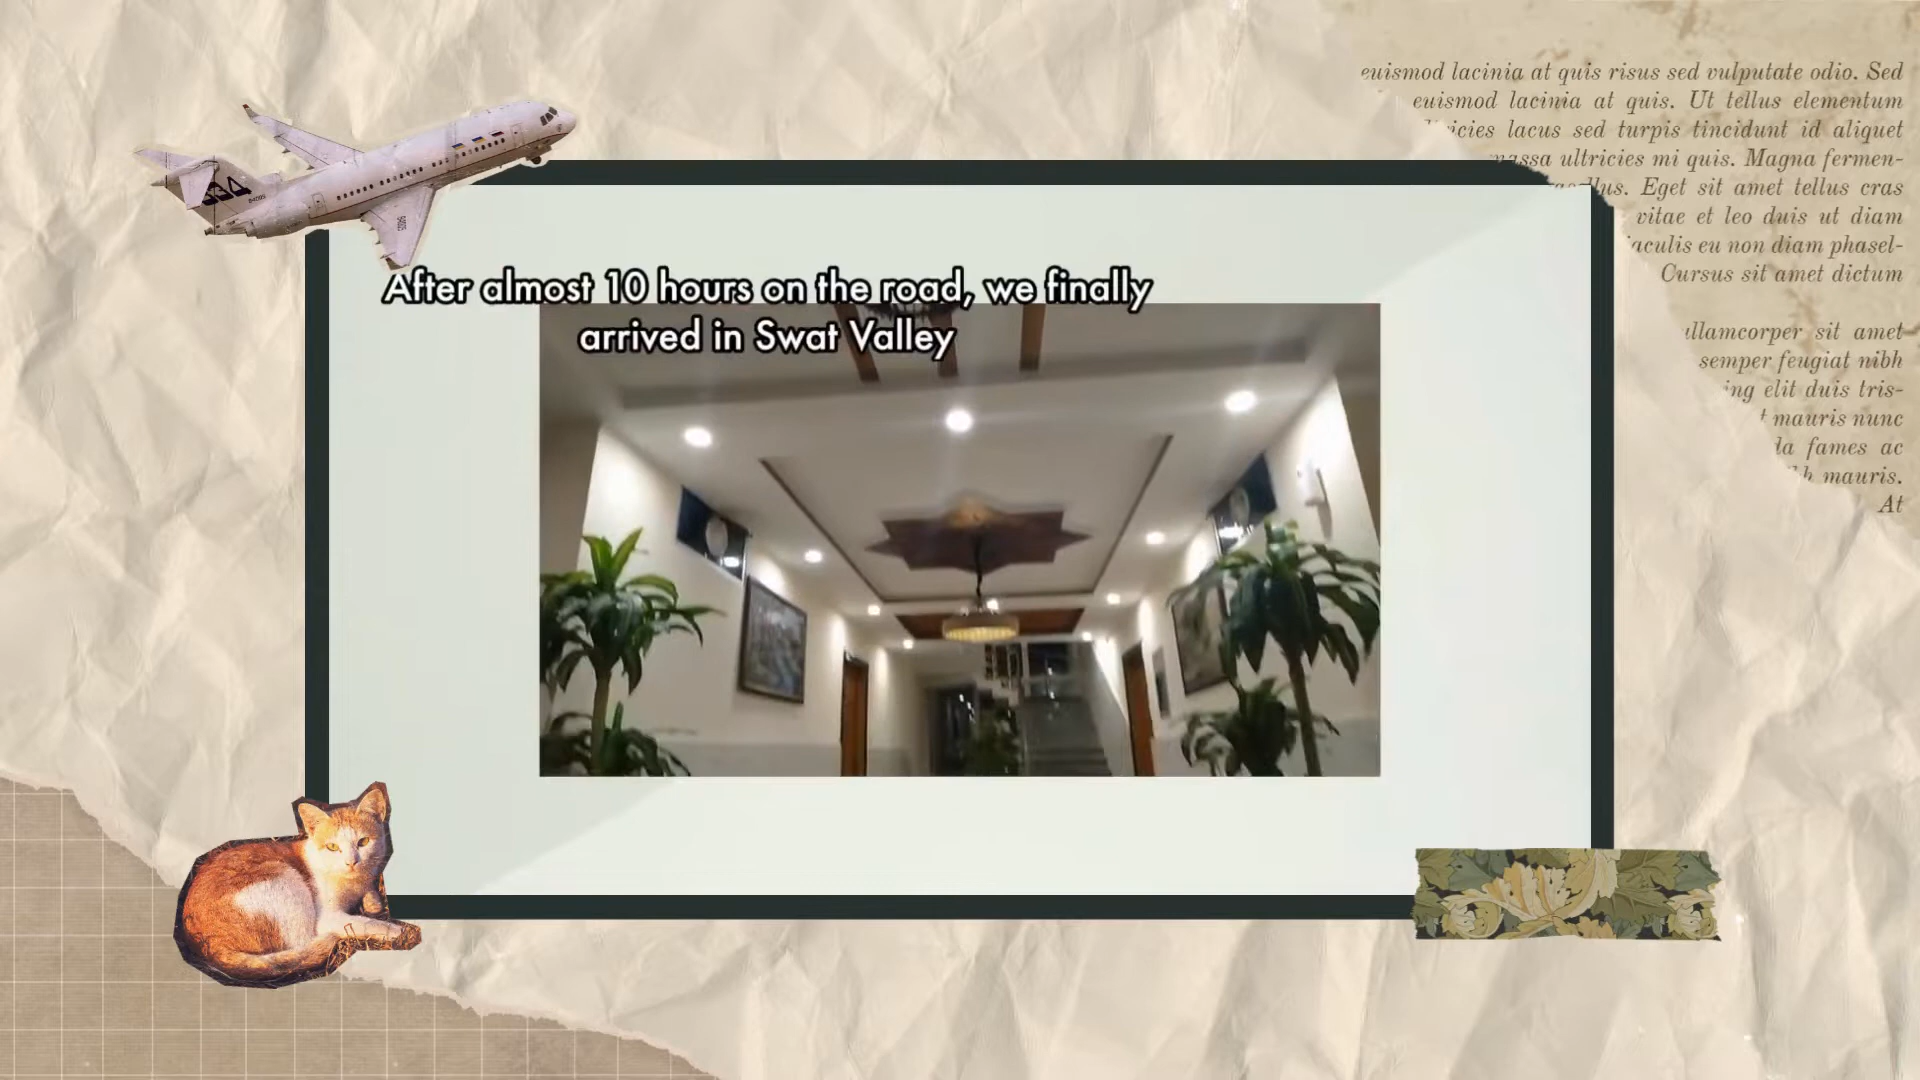 euismod lacinia at quis risus sed vulputate odio. Sed
euismod lacinia at quis. Ut tellus elementum
lacus sed turpis tincidunt id aliquet
ultricies mi quis. Magna fermen-
Eget sit amet tellus cras
vitae et leo duis ut diam
iaculis eu non diam phasel-
Cursus sit amet dictum
ullamcorper sit amet
semper feugiat nibh
elit duis tris-
mauris nunc
fames ac
mauris.
At
After almost 10 hours on the road, we finally
arrived in Swat Valley